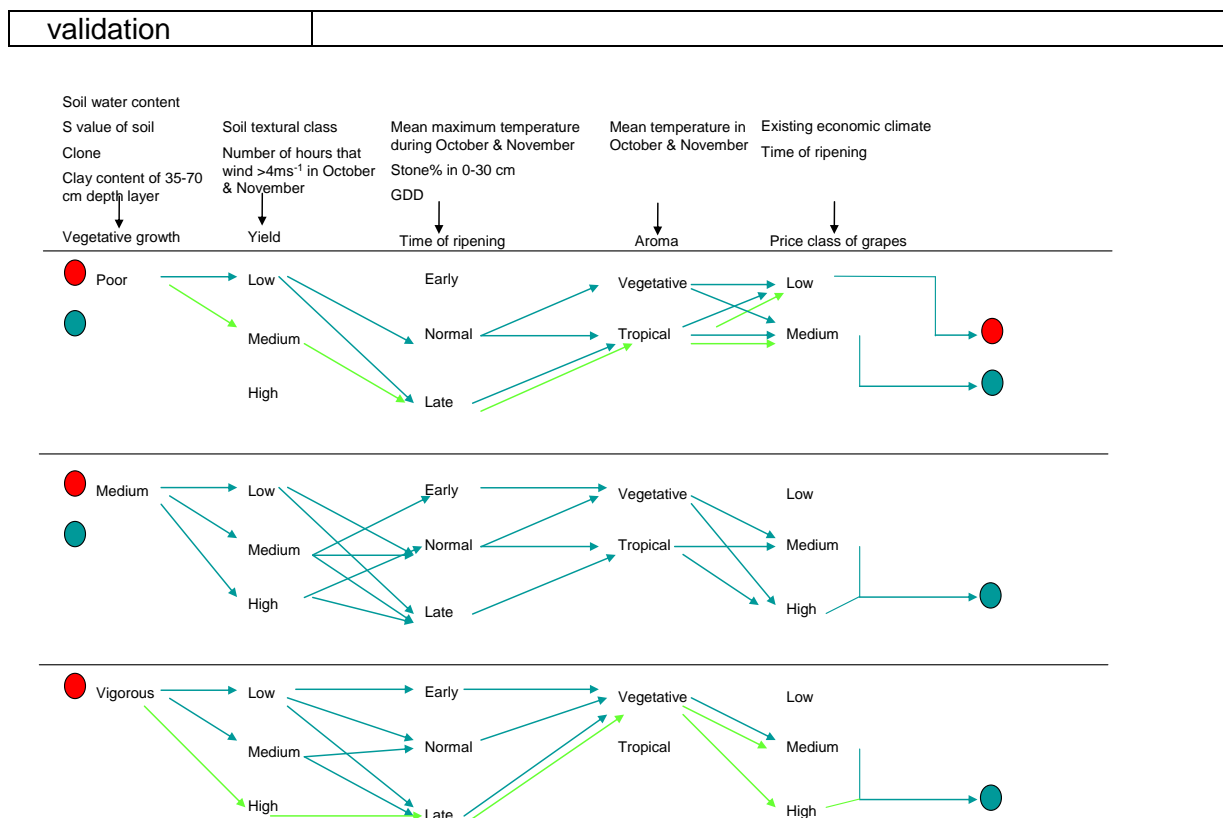 validation
Soil water content
S value of soil
Clone
Clay content of 35-70
cm depth layer
Vegetative growth
Soil textural class
Number of hours that
wind >4ms-1 in October
& November
Yield
Mean maximum temperature
during October & November
Stone% in 0-30 cm
GDD
Time of ripening
Mean temperature in
October & November
Aroma
Existing economic climate
Time of ripening
Price class of grapes
Poor
Low
Medium
High
Early
Normal
Late
Vegetative
Tropical
Low
Medium
Medium
Low
Medium
High
Early
Normal
Late
Vegetative
Tropical
Low
Medium
High
Vigorous
Low
Medium
High
Early
Normal
Late
Vegetative
Tropical
Low
Medium
High